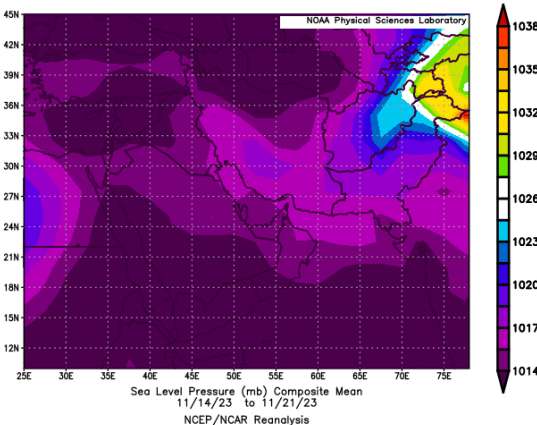 NOAA Physical Sciences Laboratory
45N
42N
39N
36N
33N
30N
27N
24N
21N
18N
15N
12N
25E 30E 35E 40E 45E 50E 55E 60E 65E 70E 75E
1038
1035
1032
1029
1026
1023
1020
1017
1014
Sea Level Pressure (mb) Composite Mean
11/14/23 to 11/21/23
NCEP/NCAR Reanalysis